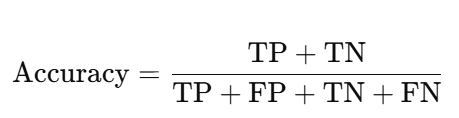 Accuracy = TP + TN / TP + FP + TN + FN